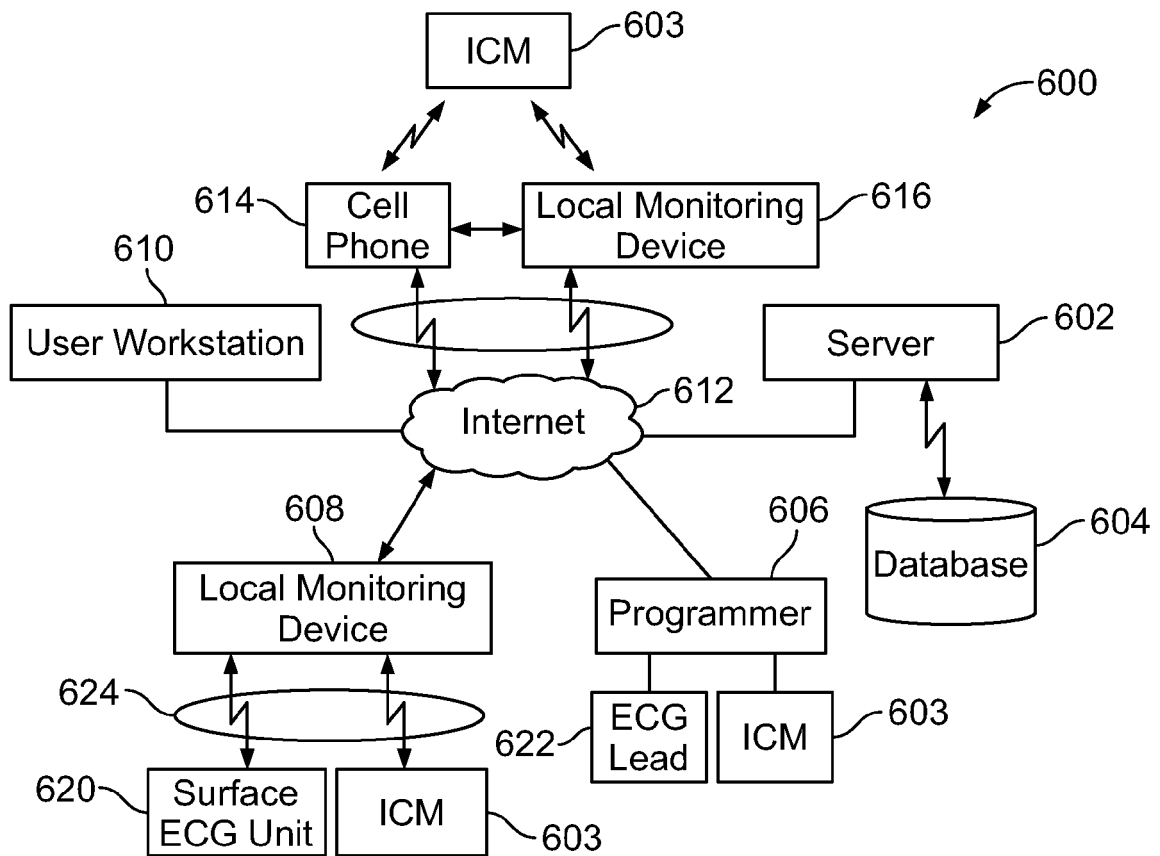 ICM
603
600
614
Cell
Phone
Local Monitoring
Device
616
610
User Workstation
602
Server
612
Internet
608
Local Monitoring
Device
606
Programmer
604
Database
624
622
ECG
Lead
ICM
603
620
Surface
ECG Unit
ICM
603